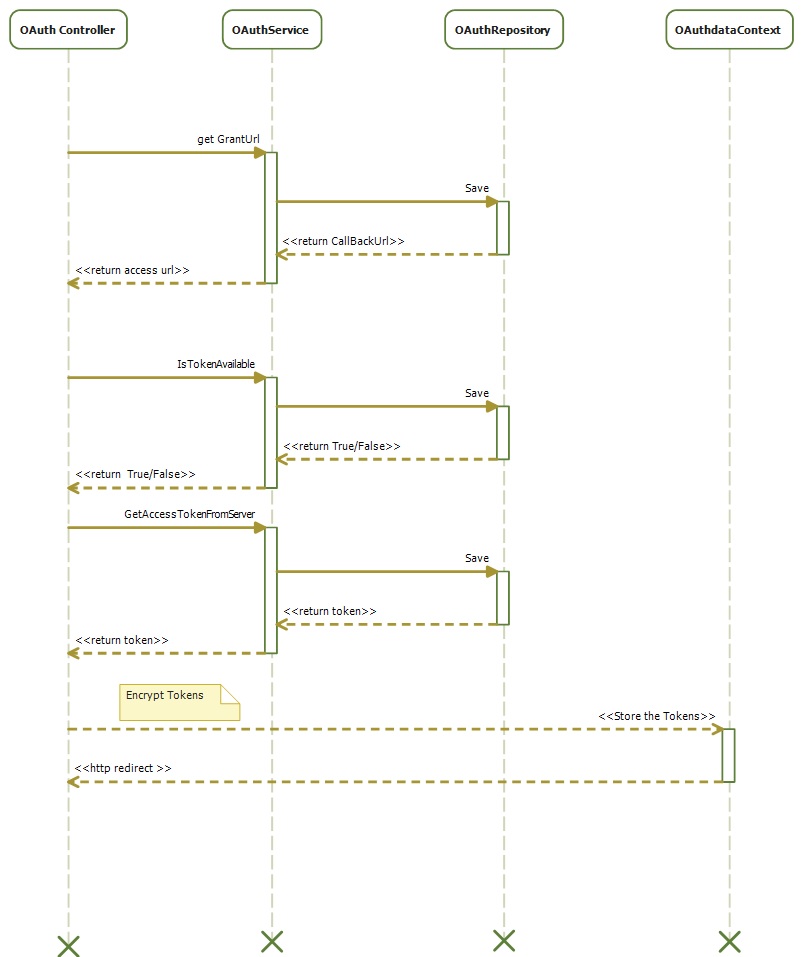 OAuth Controller
OAuthService
OAuthRepository
OAuthdataContext
get GrantUrl
Save
<<return CallBackUrl>>
<<return access url>>
IsTokenAvailable
Save
<<return True/False>>
<<return  True/False>>
GetAccessTokenFromServer
Save
<<return token>>
<<return token>>
Encrypt Tokens
<<Store the Tokens>>
<<http redirect >>